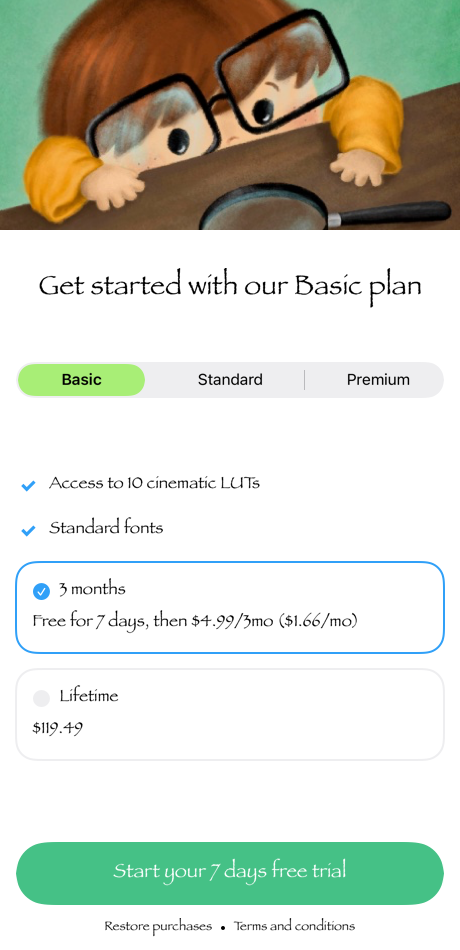 Get started with our Basic plan
Basic
Standard
Premium
Access to 10 cinematic LUTs
Standard fonts
3 months
Free for 7 days, then $4.99/3mo ($1.66/mo)
Lifetime
$119.49
Start your 7 days free trial
Restore purchases • Terms and conditions